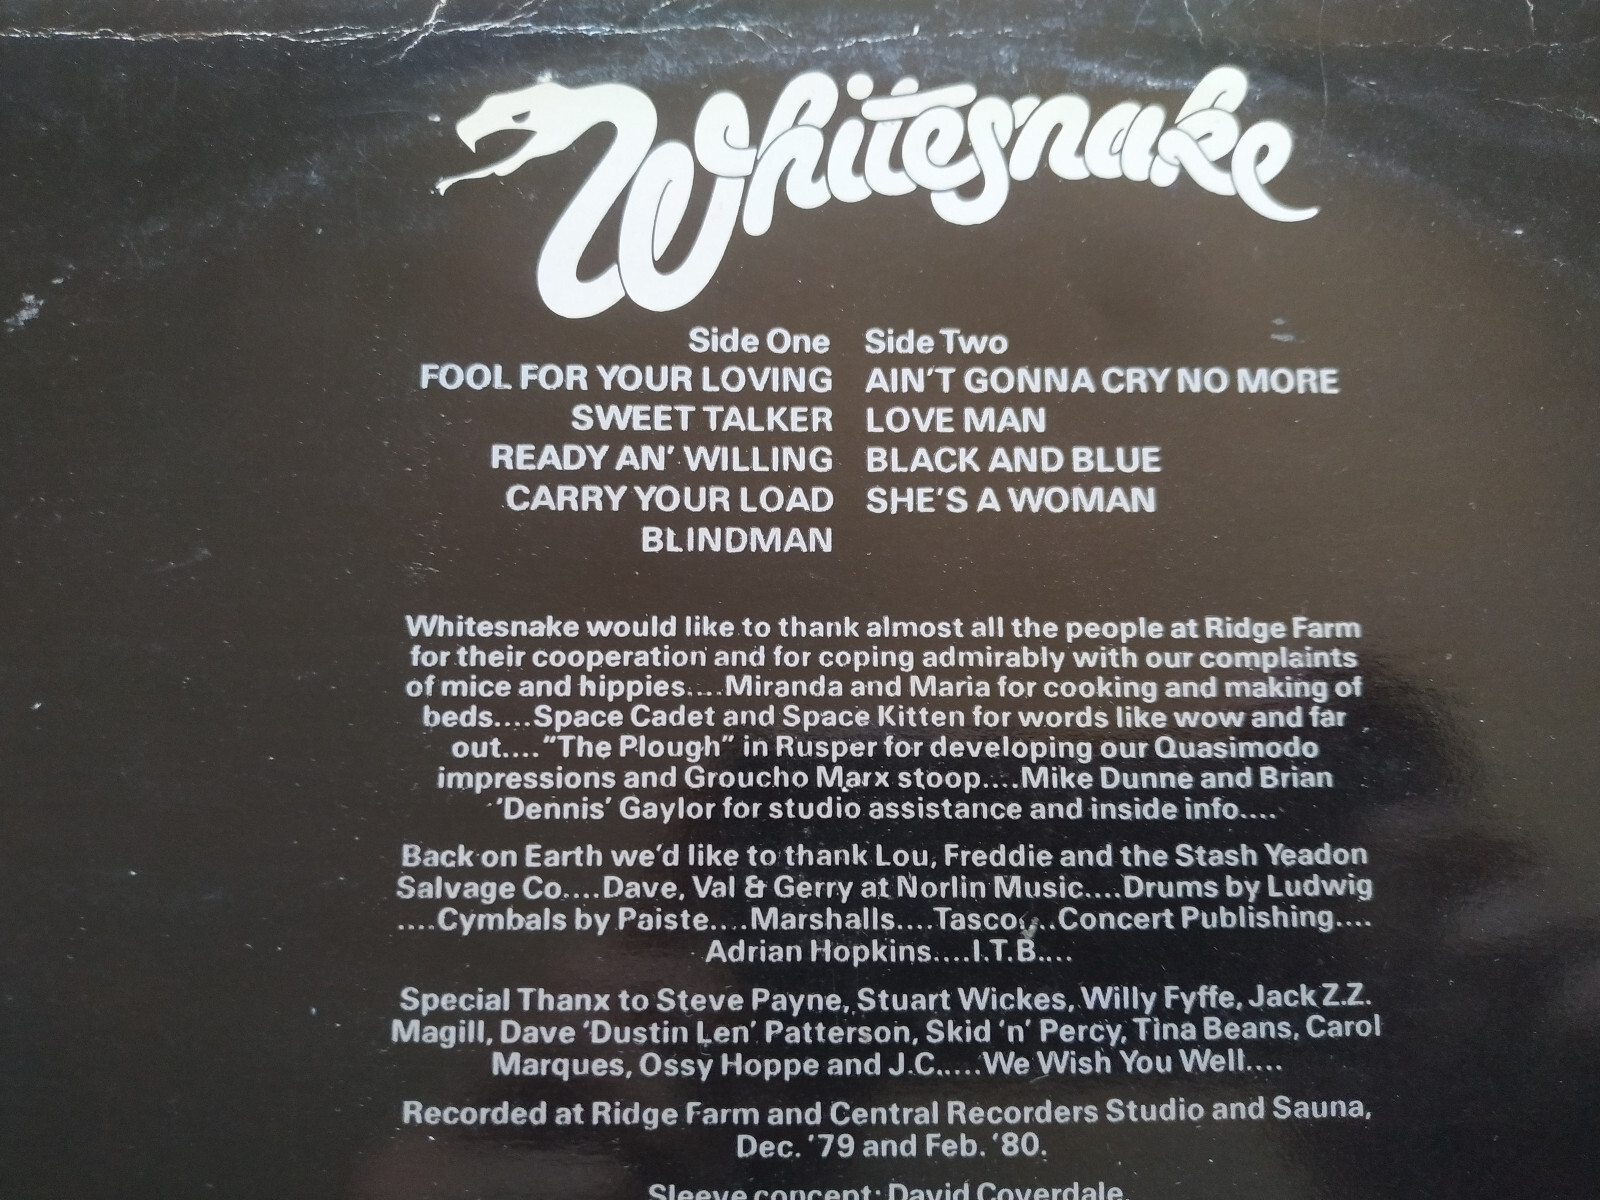 Whitesnake
Side One
FOOL FOR YOUR LOVING
SWEET TALKER
READY AN' WILLING
CARRY YOUR LOAD
BLINDMAN
Side Two
AIN'T GONNA CRY NO MORE
LOVE MAN
BLACK AND BLUE
SHE'S A WOMAN
Whitesnake would like to thank almost all the people at Ridge Farm
for their cooperation and for coping admirably with our complaints
of mice and hippies....Miranda and Maria for cooking and making of
beds....Space Cadet and Space Kitten for words like wow and far
out...."The Plough" in Rusper for developing our Quasimodo
impressions and Groucho Marx stoop....Mike Dunne and Brian
'Dennis' Gaylor for studio assistance and inside info....
Back on Earth we'd like to thank Lou, Freddie and the Stash Yeadon
Salvage Co....Dave, Val & Gerry at Norlin Music....Drums by Ludwig
....Cymbals by Paiste....Marshalls....Tasco....Concert Publishing....
Adrian Hopkins....I.T.B....
Special Thanx to Steve Payne, Stuart Wickes, Willy Fyffe, Jack Z.Z.
Magill, Dave 'Dustin Len' Patterson, Skid 'n' Percy, Tina Beans, Carol
Marques, Ossy Hoppe and J.C.....We Wish You Well....
Recorded at Ridge Farm and Central Recorders Studio and Sauna,
Dec. '79 and Feb. '80.
Sleeve concept: David Coverdale.